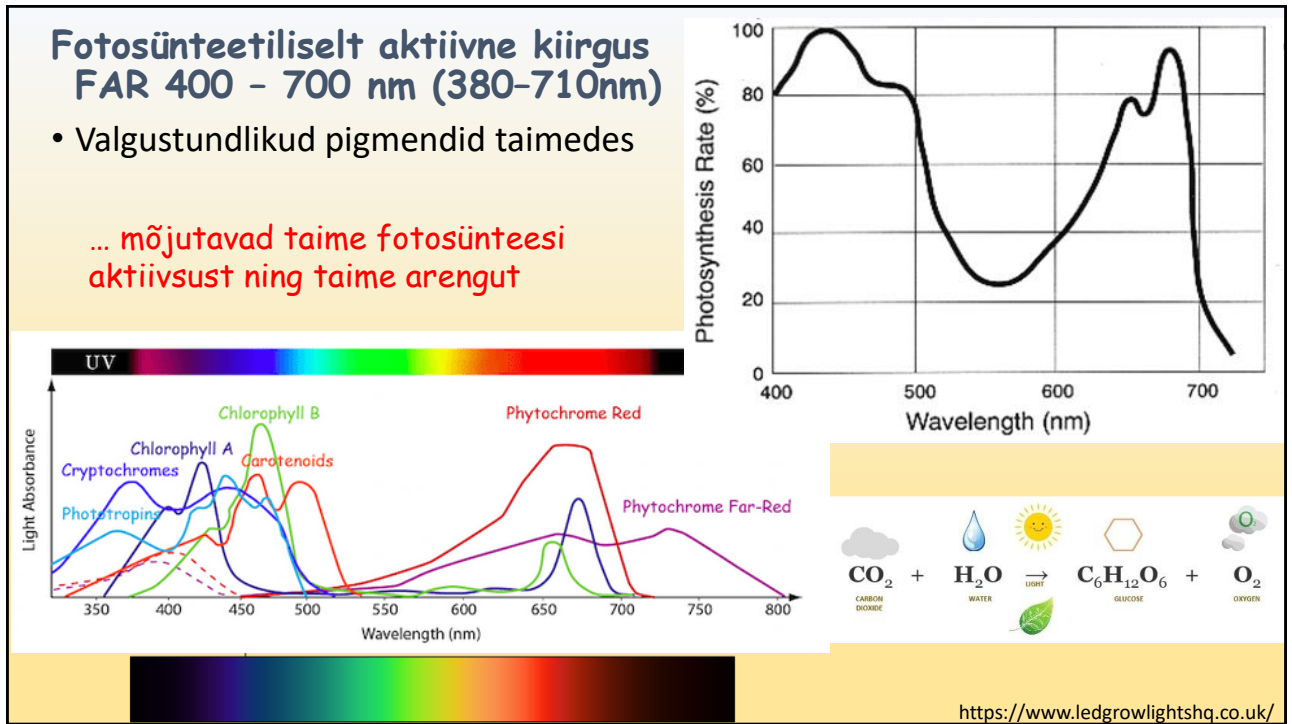 Fotosünteetiliselt aktiivne kiirgus
FAR 400 – 700 nm (380–710nm)
• Valgustundlikud pigmendid taimedes
… mõjutavad taime fotosünteesi
aktiivsust ning taime arengut
Photosynthesis Rate (%)
100
80
60
40
20
0
400 500 600 700
Wavelength (nm)
UV
Light Absorbance
Chlorophyll B
Phytochrome Red
Chlorophyll A
Carotenoids
Cryptochromes
Phototropins
Phytochrome Far-Red
350 400 450 500 550 600 650 700 750 800
Wavelength (nm)
O₂
CO₂ + H₂O → C₆H₁₂O₆ + O₂
LIGHT
CARBON DIOXIDE WATER GLUCOSE OXYGEN
https://www.ledgrowlightshq.co.uk/